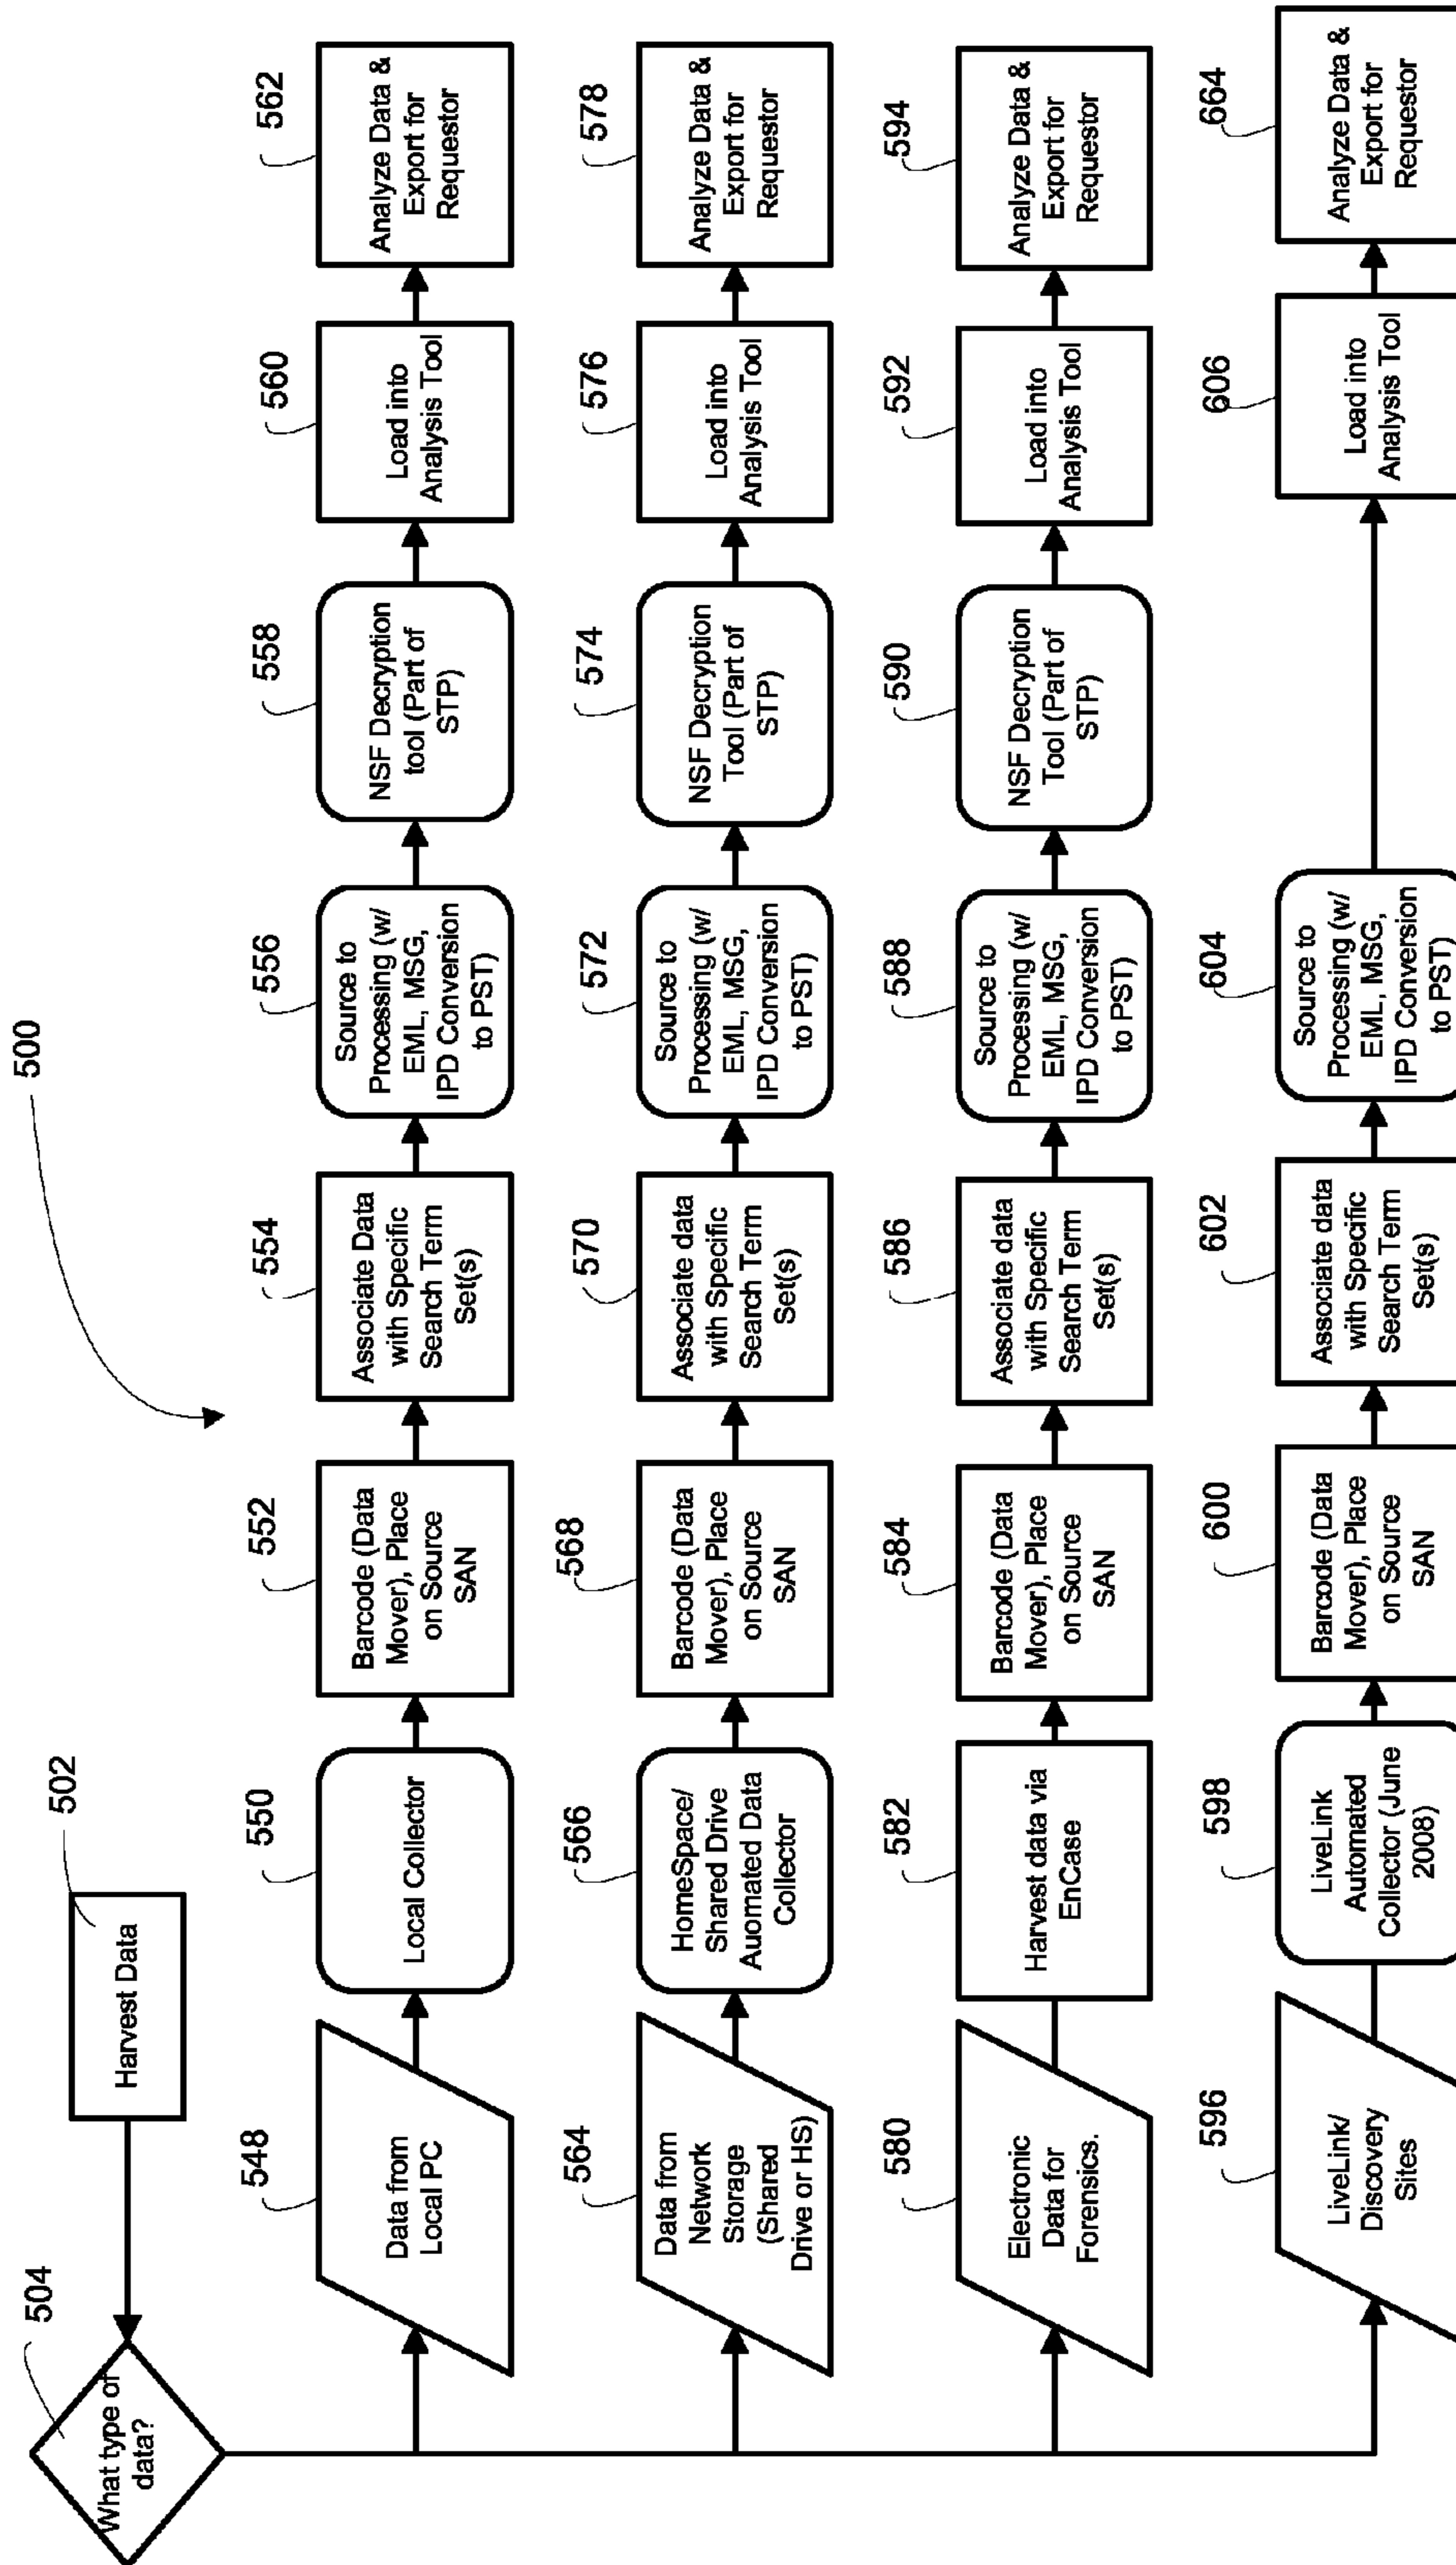 500
502
Harvest Data
504
What type of
data?
548
Data from
Local PC
550
Local Collector
552
Barcode (Data
Mover), Place
on Source
SAN
554
Associate Data
with Specific
Search Term
Set(s)
556
Source to
Processing (w/
EML, MSG,
IPD Conversion
to PST)
558
NSF Decryption
tool (Part of
STP)
560
Load into
Analysis Tool
562
Analyze Data &
Export for
Requestor
564
Data from
Network
Storage
(Shared
Drive or HS)
566
HomeSpace/
Shared Drive
Auomated Data
Collector
568
Barcode (Data
Mover), Place
on Source
SAN
570
Associate data
with Specific
Search Term
Set(s)
572
Source to
Processing (w/
EML, MSG,
IPD Conversion
to PST)
574
NSF Decryption
Tool (Part of
STP)
576
Load into
Analysis Tool
578
Analyze Data &
Export for
Requestor
580
Electronic
Data for
Forensics.
582
Harvest data via
EnCase
584
Barcode (Data
Mover), Place
on Source
SAN
586
Associate data
with Specific
Search Term
Set(s)
588
Source to
Processing (w/
EML, MSG,
IPD Conversion
to PST)
590
NSF Decryption
Tool (Part of
STP)
592
Load into
Analysis Tool
594
Analyze Data &
Export for
Requestor
596
LiveLink/
Discovery
Sites
598
LiveLink
Automated
Collector (June
2008)
600
Barcode (Data
Mover), Place
on Source
SAN
602
Associate data
with Specific
Search Term
Set(s)
604
Source to
Processing (w/
EML, MSG,
IPD Conversion
to PST)
606
Load into
Analysis Tool
664
Analyze Data &
Export for
Requestor